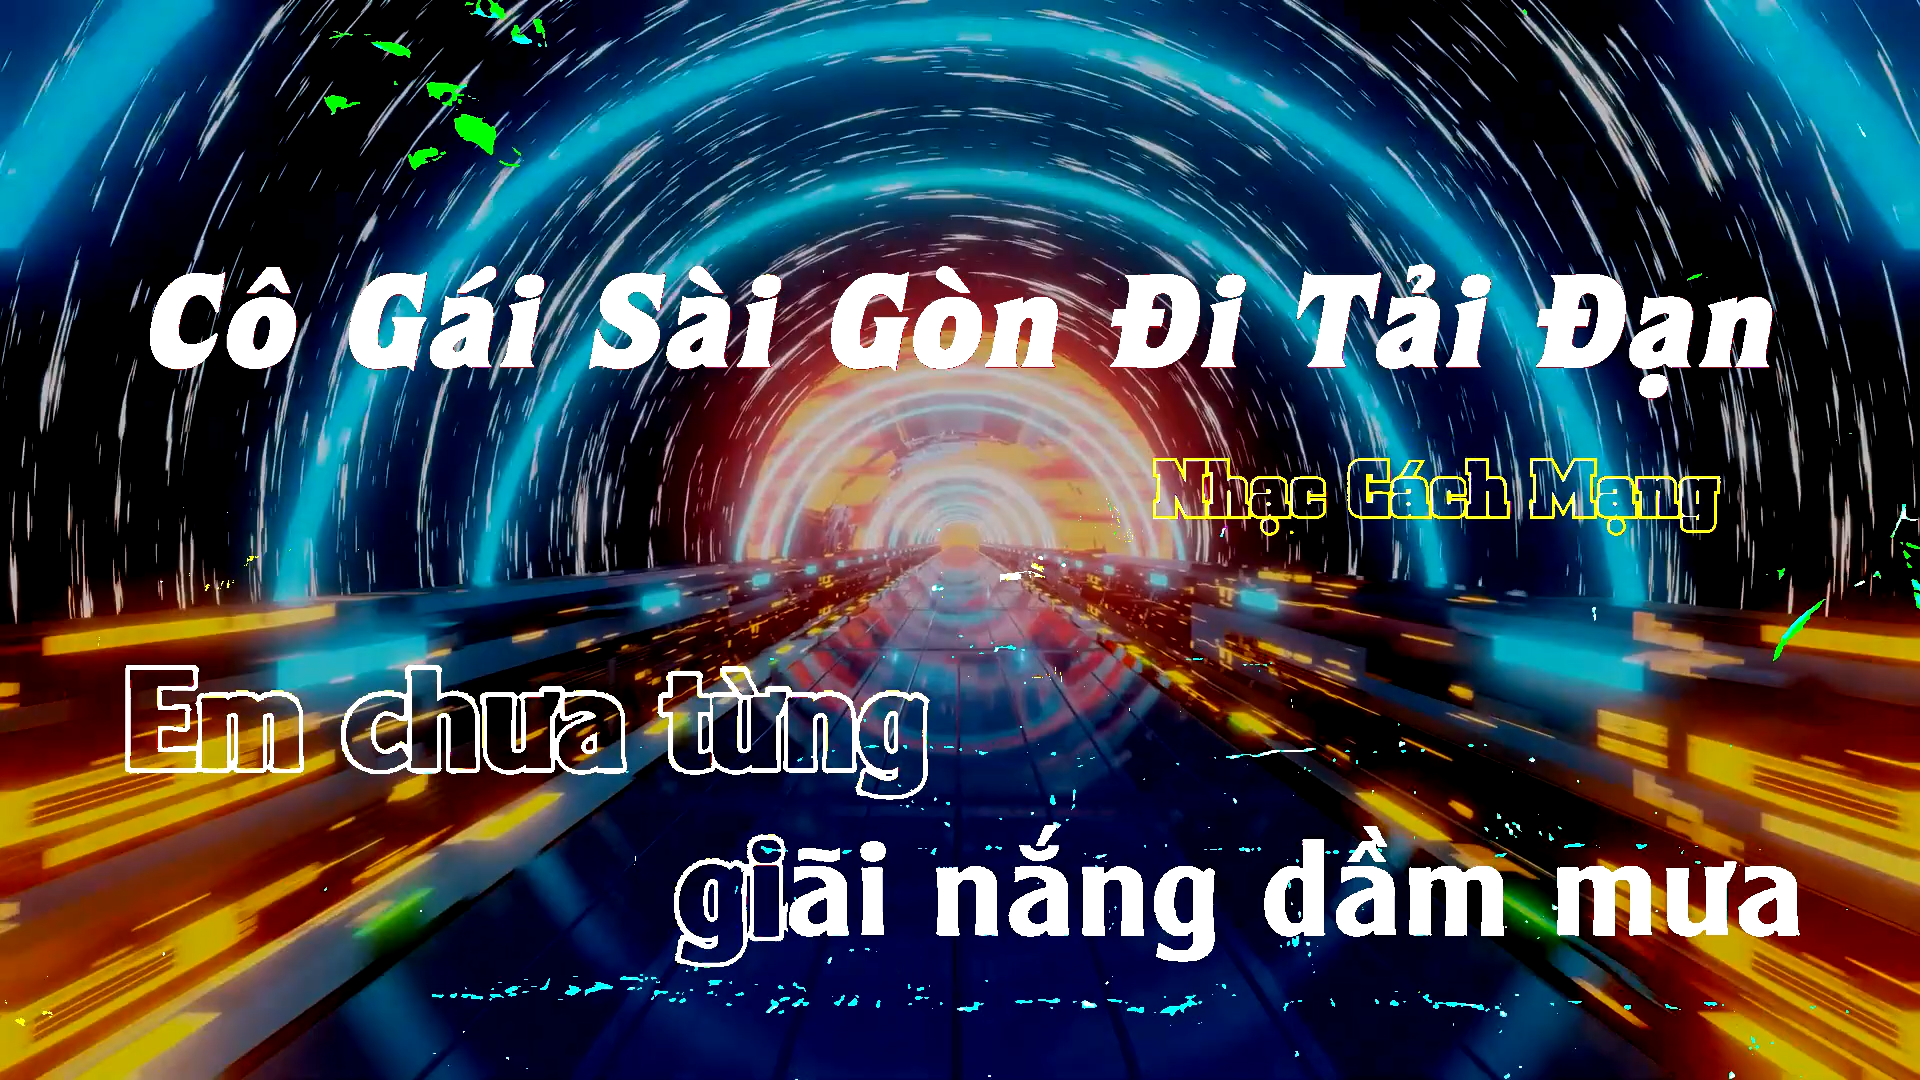 Cô Gái Sài Gòn Đi Tải Đạn
Nhạc Cách Mạng
Em chưa từng
giãi nắng dầm mưa